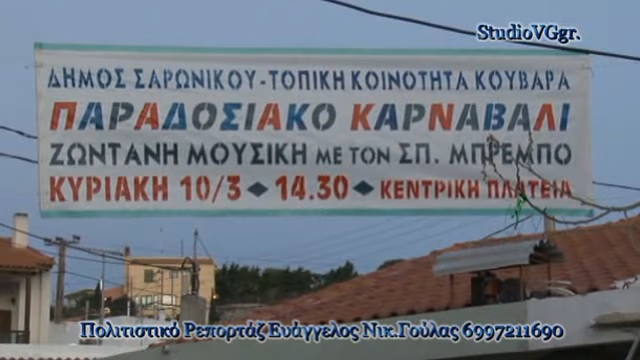 StudioVGgr.
ΔΗΜΟΣ ΣΑΡΩΝΙΚΟΥ - ΤΟΠΙΚΗ ΚΟΙΝΟΤΗΤΑ ΚΟΥΒΑΡΑ
ΠΑΡΑΔΟΣΙΑΚΟ ΚΑΡΝΑΒΑΛΙ
ΖΩΝΤΑΝΗ ΜΟΥΣΙΚΗ ΜΕ ΤΟΝ ΣΠ. ΜΠΡΕΜΠΟ
ΚΥΡΙΑΚΗ 10/3 ◆ 14.30 ◆ ΚΕΝΤΡΙΚΗ ΠΛΑΤΕΙΑ
Πολιτιστικό Ρεπορτάζ Ευάγγελος Νικ.Γούλας 6997211690